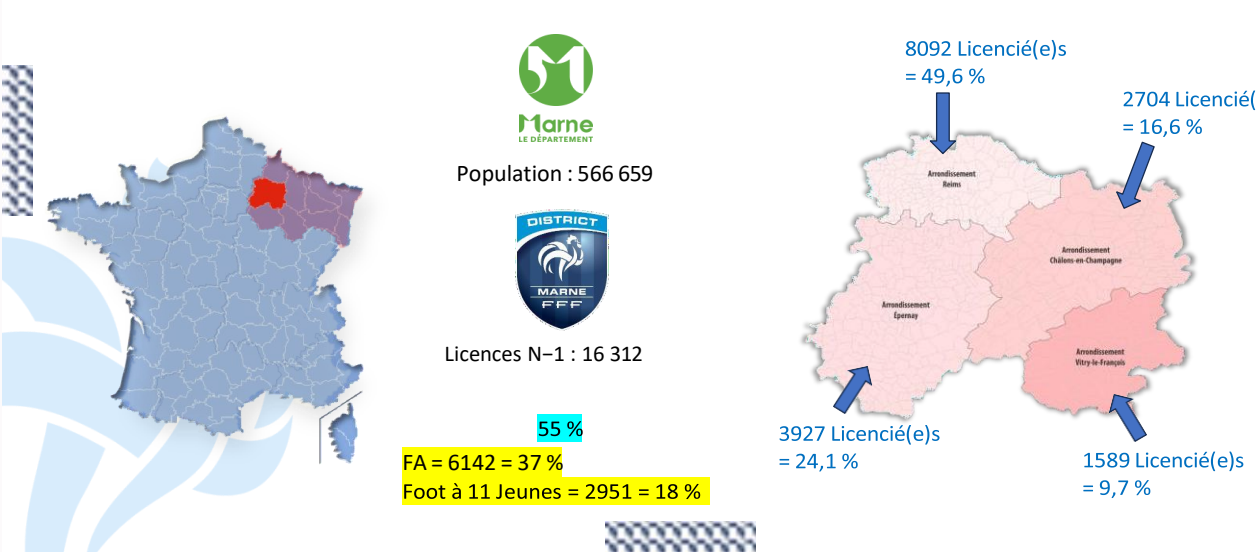 Marne
LE DÉPARTEMENT
Population : 566 659
DISTRICT
MARNE
FFF
Licences N–1 : 16 312
55 %
FA = 6142 = 37 %
Foot à 11 Jeunes = 2951 = 18 %
8092 Licencié(e)s
= 49,6 %
2704 Licencié(
= 16,6 %
Arrondissement
Reims
Arrondissement
Châlons-en-Champagne
Arrondissement
Épernay
Arrondissement
Vitry-le-François
3927 Licencié(e)s
= 24,1 %
1589 Licencié(e)s
= 9,7 %